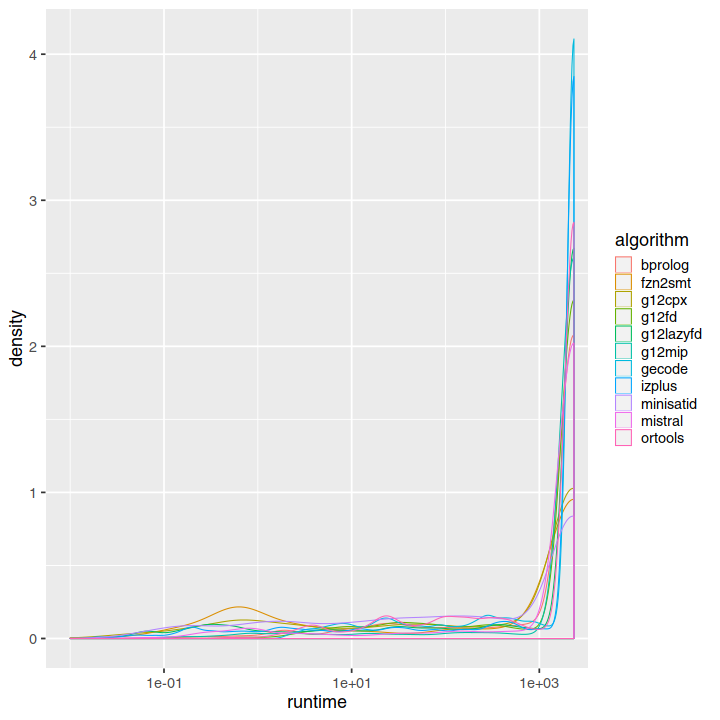 4
3
2
1
0
density
1e-01
1e+01
1e+03
runtime
algorithm
bprolog
fzn2smt
g12cpx
g12fd
g12lazyfd
g12mip
gecode
izplus
minisatid
mistral
ortools